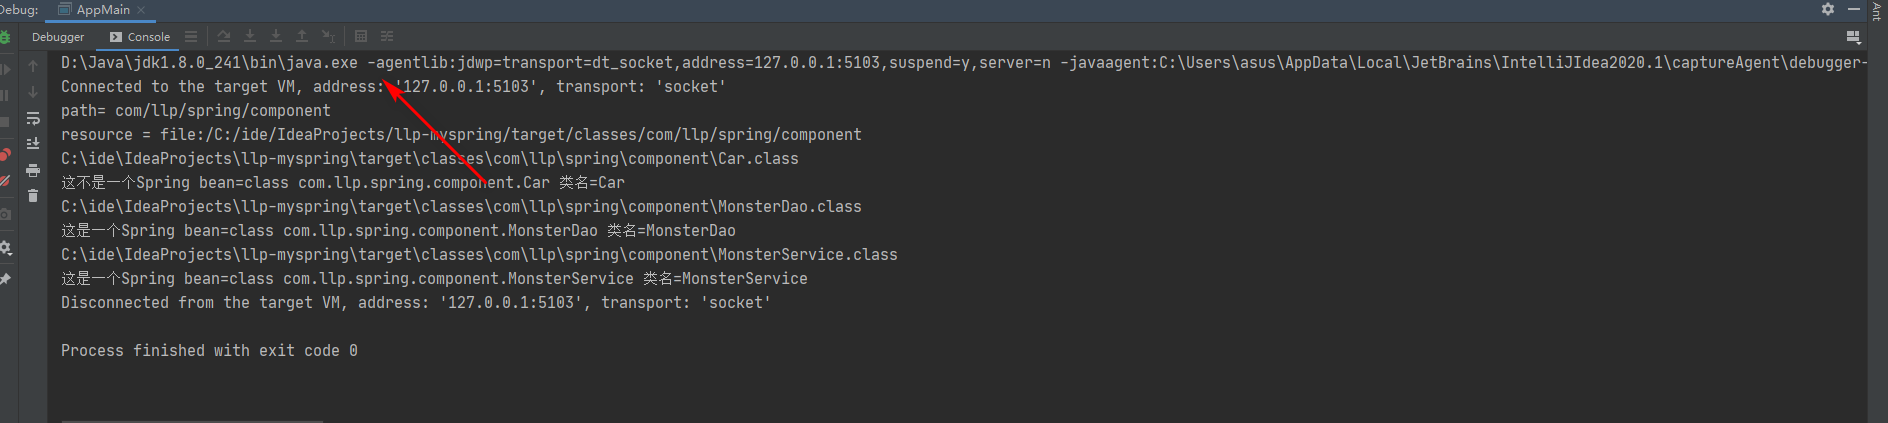 Debug: AppMain
Ant
Debugger Console
D:\Java\jdk1.8.0_241\bin\java.exe -agentlib:jdwp=transport=dt_socket,address=127.0.0.1:5103,suspend=y,server=n -javaagent:C:\Users\asus\AppData\Local\JetBrains\IntelliJIdea2020.1\captureAgent\debugger-
Connected to the target VM, address: '127.0.0.1:5103', transport: 'socket'
path= com/llp/spring/component
resource = file:/C:/ide/IdeaProjects/llp-myspring/target/classes/com/llp/spring/component
C:\ide\IdeaProjects\llp-myspring\target\classes\com\llp\spring\component\Car.class
这不是一个Spring bean=class com.llp.spring.component.Car 类名=Car
C:\ide\IdeaProjects\llp-myspring\target\classes\com\llp\spring\component\MonsterDao.class
这是一个Spring bean=class com.llp.spring.component.MonsterDao 类名=MonsterDao
C:\ide\IdeaProjects\llp-myspring\target\classes\com\llp\spring\component\MonsterService.class
这是一个Spring bean=class com.llp.spring.component.MonsterService 类名=MonsterService
Disconnected from the target VM, address: '127.0.0.1:5103', transport: 'socket'
Process finished with exit code 0